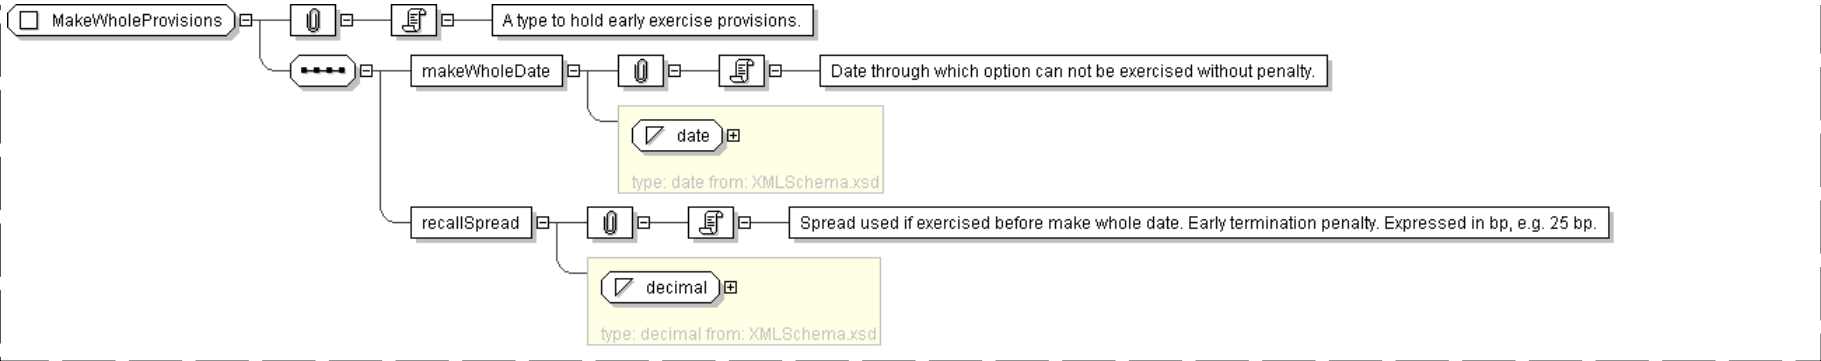 MakeWholeProvisions
A type to hold early exercise provisions.
makeWholeDate
Date through which option can not be exercised without penalty.
date
type: date from: XMLSchema.xsd
recallSpread
Spread used if exercised before make whole date. Early termination penalty. Expressed in bp, e.g. 25 bp.
decimal
type: decimal from: XMLSchema.xsd